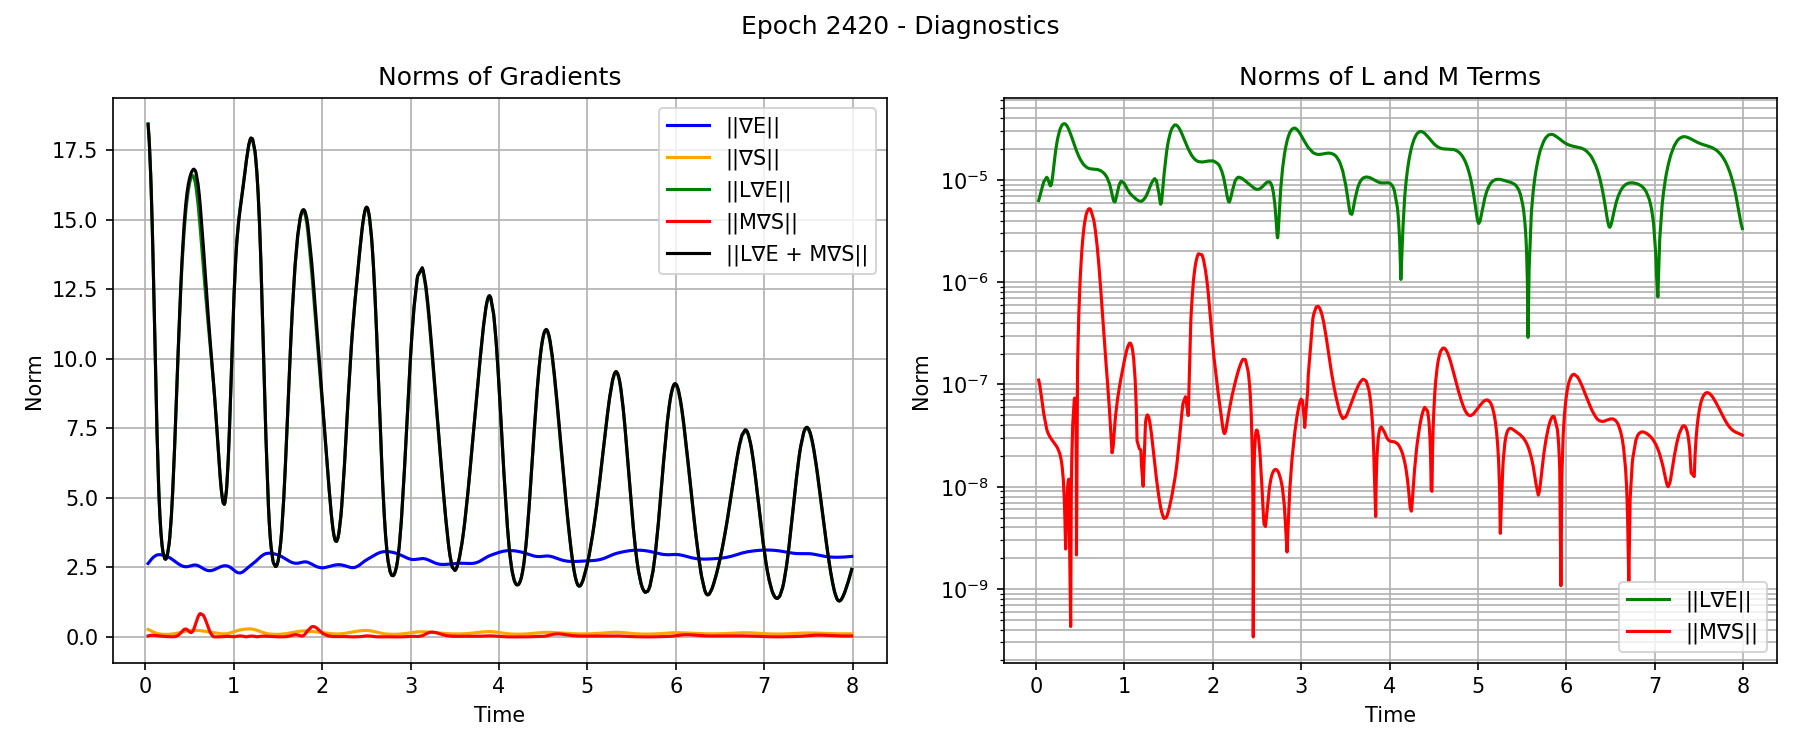 Epoch 2420 - Diagnostics
Norms of Gradients
Norm
17.5
15.0
12.5
10.0
7.5
5.0
2.5
0.0
0 1 2 3 4 5 6 7 8
Time
||∇E||
||∇S||
||L∇E||
||M∇S||
||L∇E + M∇S||
Norms of L and M Terms
Norm
10⁻⁵
10⁻⁶
10⁻⁷
10⁻⁸
10⁻⁹
0 1 2 3 4 5 6 7 8
Time
||L∇E||
||M∇S||